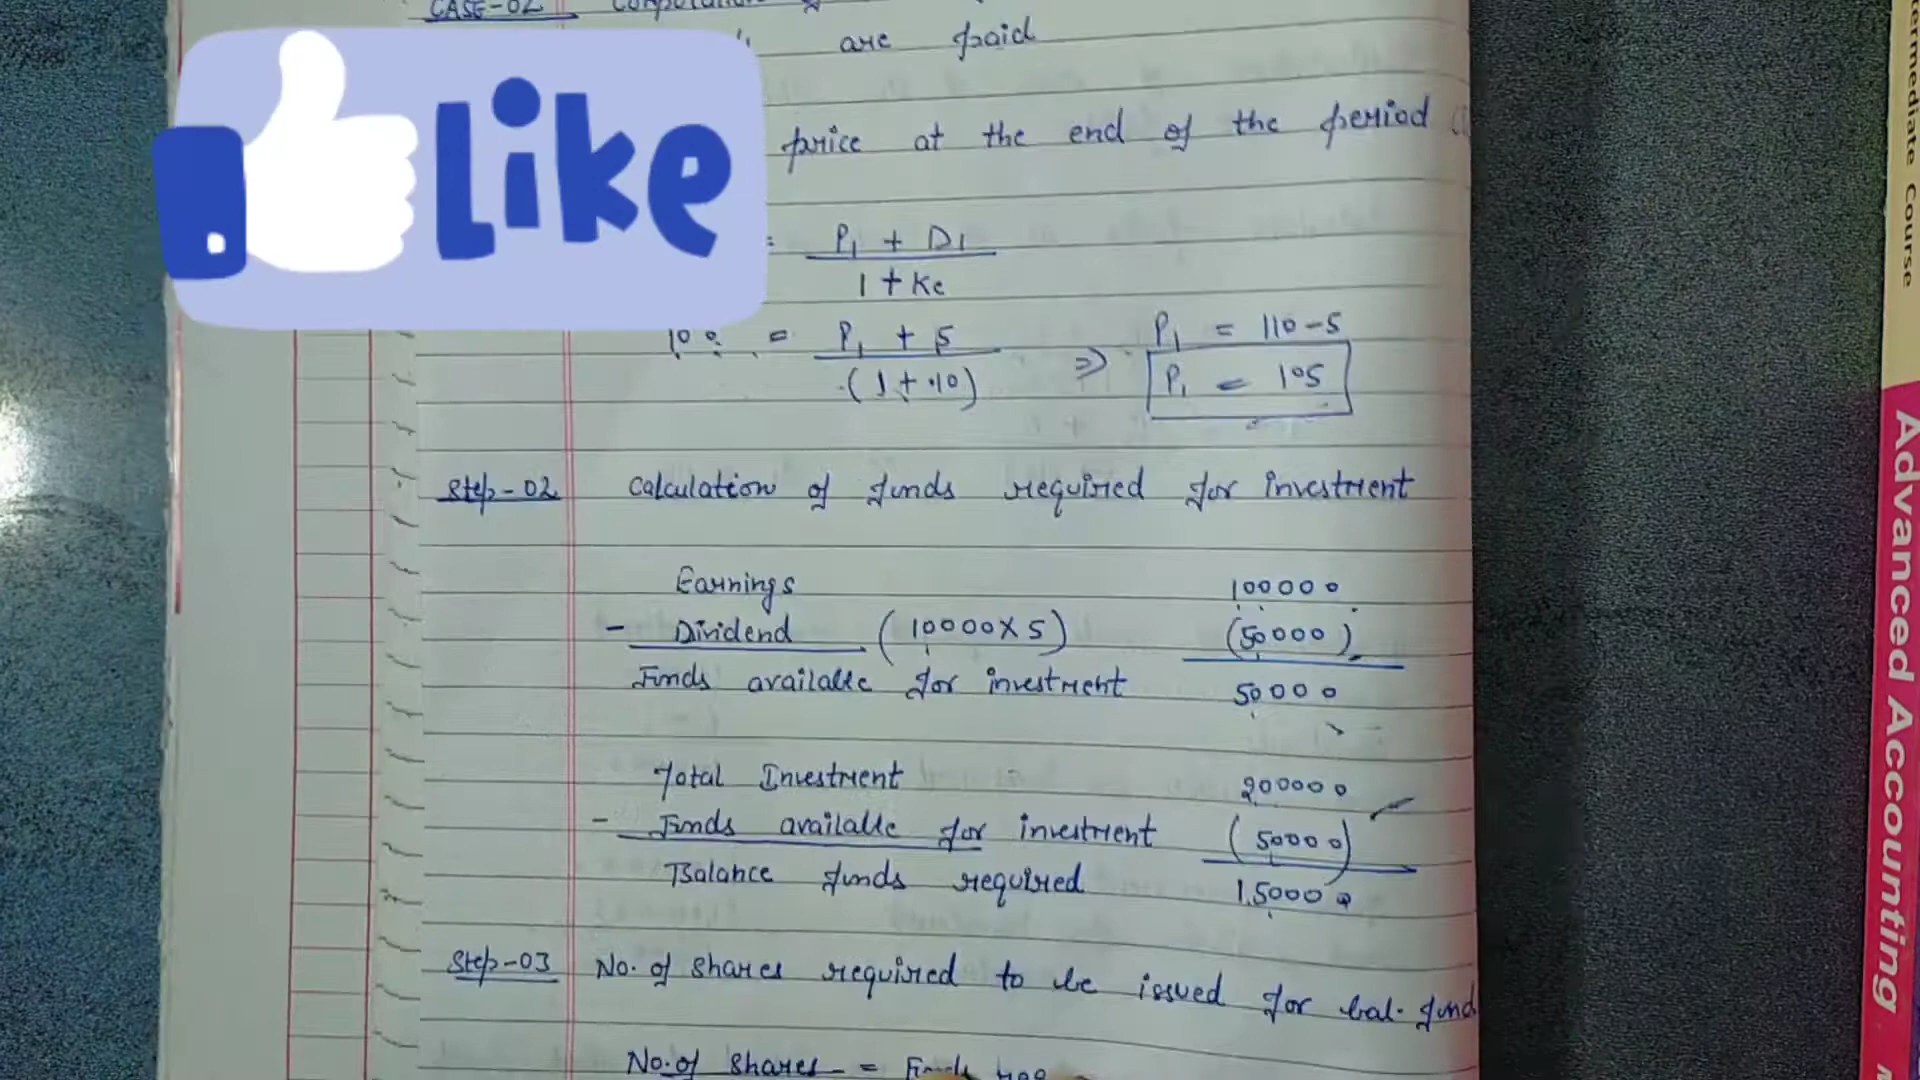 CASE-02 Computation
are paid
Like
price at the end of the period
= P1 + D1
1 + Ke
100 = P1 + 5
(1 + .10)
⇒ P1 = 110-5
P1 = 105
Step-02 Calculation of funds required for investment
Earnings 100000
- Dividend (10000X5) (50000)
Funds available for investment 50000
Total Investment 200000
- Funds available for investment (50000)
Balance funds required 150000
Step-03 No. of shares required to be issued for bal. fund
No. of shares =
termediate Course
Advanced Accounting